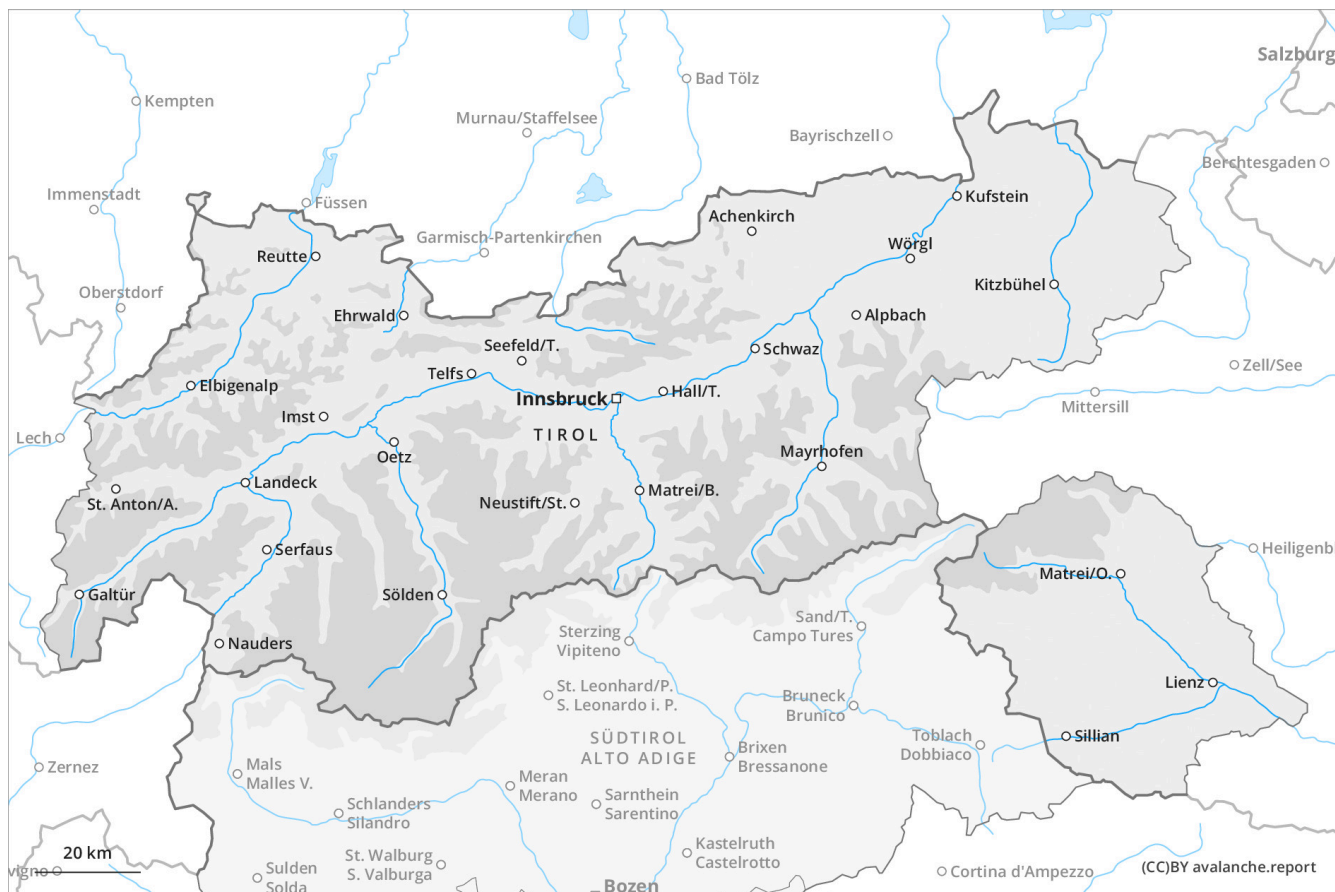 Salzburg
Bad Tölz
Kempten
Murnau/Staffelsee
Bayrischzell
Berchtesgaden
Immenstadt
Füssen
Kufstein
Achenkirch
Garmisch-Partenkirchen
Wörgl
Reutte
Kitzbühel
Oberstdorf
Ehrwald
Alpbach
Seefeld/T.
Schwaz
Zell/See
Telfs
Elbigenalp
Innsbruck
Hall/T.
Mittersill
Imst
TIROL
Lech
Oetz
Mayrhofen
Landeck
Matrei/B.
St. Anton/A.
Neustift/St.
Serfaus
Heiligenb
Matrei/O.
Galtür
Sölden
Sand/T.
Campo Tures
Sterzing
Vipiteno
Nauders
Lienz
St. Leonhard/P.
S. Leonardo i. P.
Bruneck
Brunico
Sillian
SÜDTIROL
ALTO ADIGE
Toblach
Dobbiaco
Brixen
Bressanone
Zernez
Mals
Malles V.
Meran
Merano
Sarnthein
Sarentino
Schlanders
Silandro
Kastelruth
Castelrotto
20 km
St. Walburg
S. Valburga
vigno
Sulden
Solda
Cortina d'Ampezzo
(CC)BY avalanche.report
Bozen